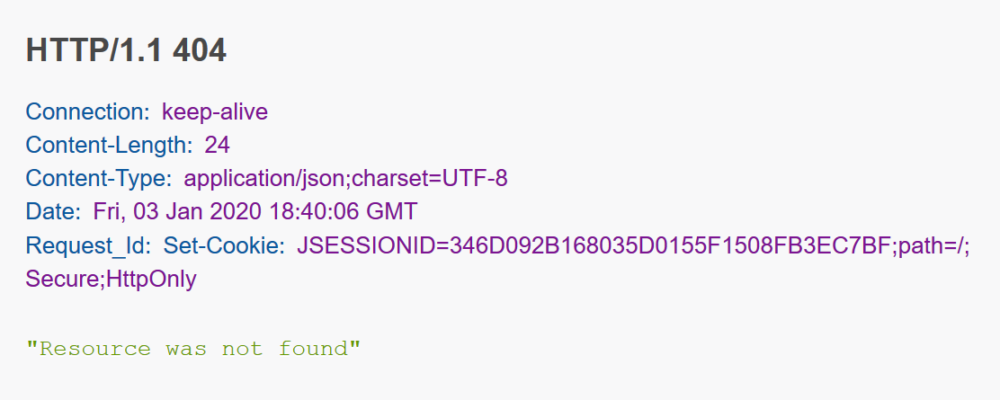 HTTP/1.1 404
Connection: keep-alive
Content-Length: 24
Content-Type: application/json;charset=UTF-8
Date: Fri, 03 Jan 2020 18:40:06 GMT
Request_Id: Set-Cookie: JSESSIONID=346D092B168035D0155F1508FB3EC7BF;path=/;
Secure;HttpOnly
"Resource was not found"